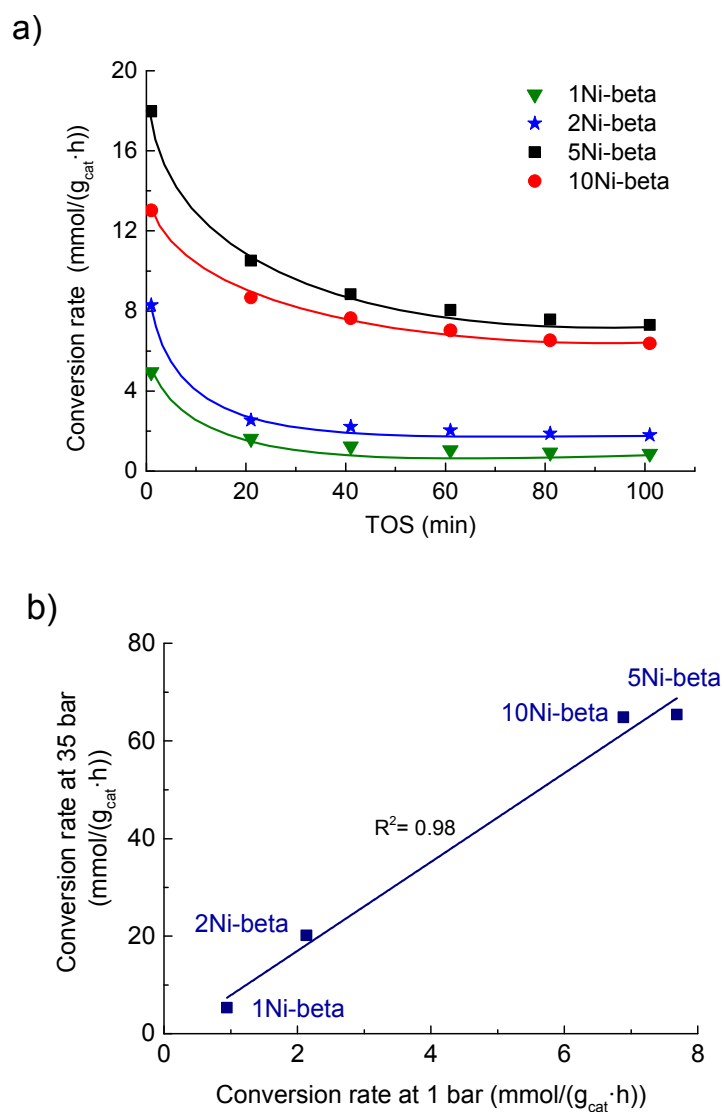 a)
20
16
12
8
4
0
Conversion rate (mmol/(g_cat·h))
1Ni-beta
2Ni-beta
5Ni-beta
10Ni-beta
0 20 40 60 80 100
TOS (min)
b)
80
60
40
20
0
Conversion rate at 35 bar
(mmol/(g_cat·h))
5Ni-beta
10Ni-beta
R²= 0.98
2Ni-beta
1Ni-beta
0 2 4 6 8
Conversion rate at 1 bar (mmol/(g_cat·h))